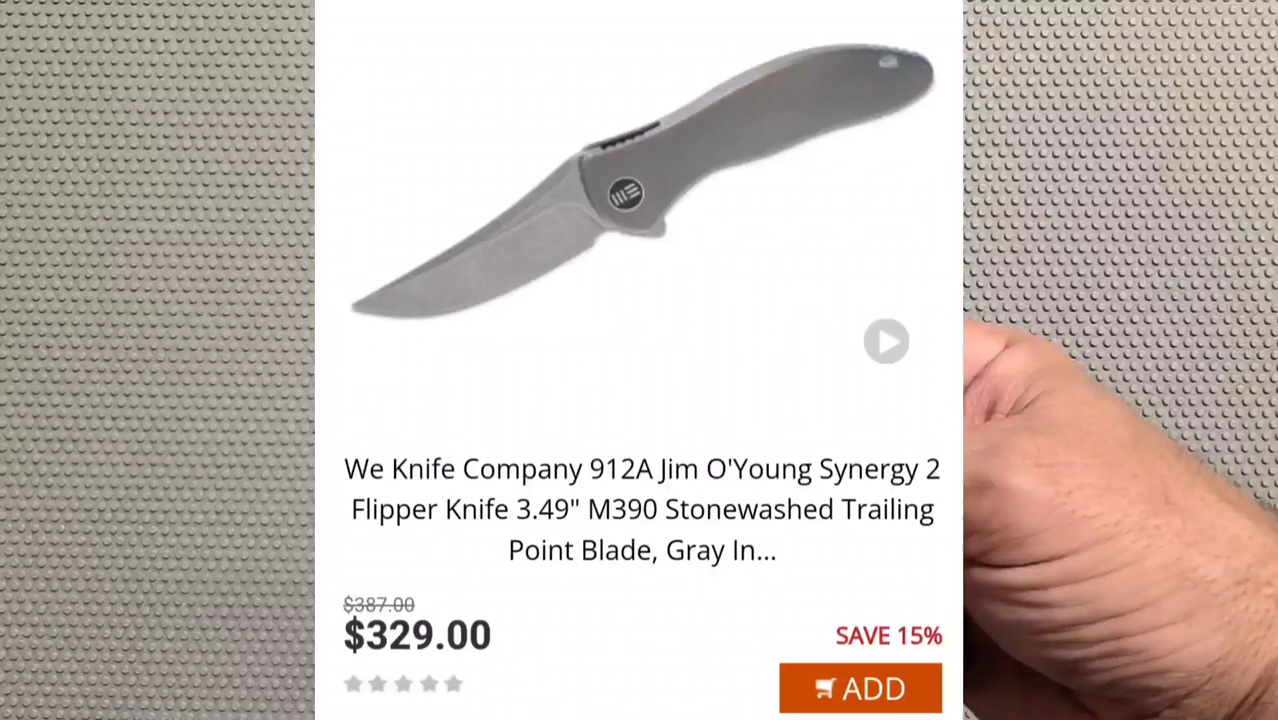 We Knife Company 912A Jim O'Young Synergy 2
Flipper Knife 3.49" M390 Stonewashed Trailing
Point Blade, Gray In...
$387.00
$329.00
SAVE 15%
ADD